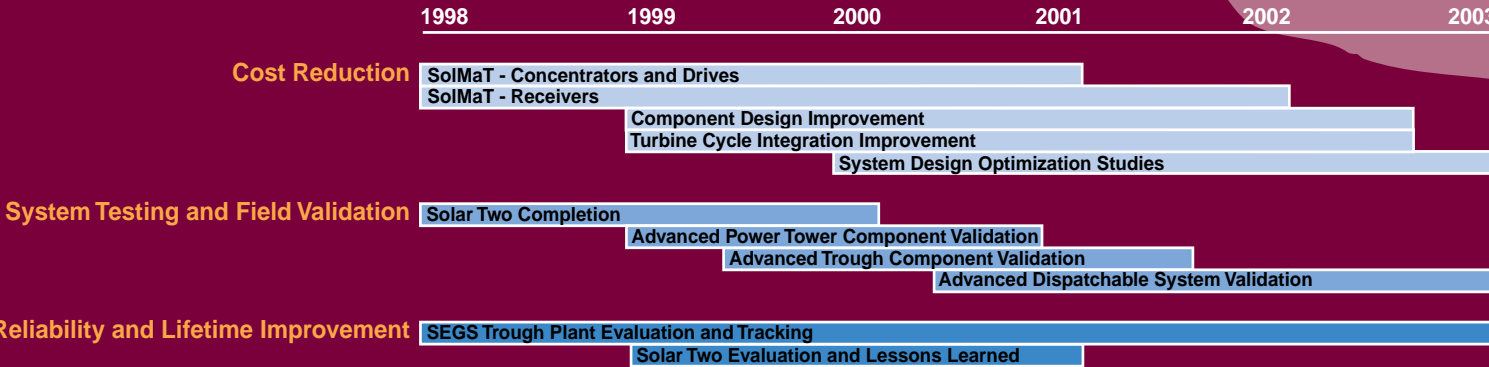 1998 1999 2000 2001 2002 2003
Cost Reduction
SolMaT - Concentrators and Drives
SolMaT - Receivers
Component Design Improvement
Turbine Cycle Integration Improvement
System Design Optimization Studies
System Testing and Field Validation
Solar Two Completion
Advanced Power Tower Component Validation
Advanced Trough Component Validation
Advanced Dispatchable System Validation
Reliability and Lifetime Improvement
SEGS Trough Plant Evaluation and Tracking
Solar Two Evaluation and Lessons Learned